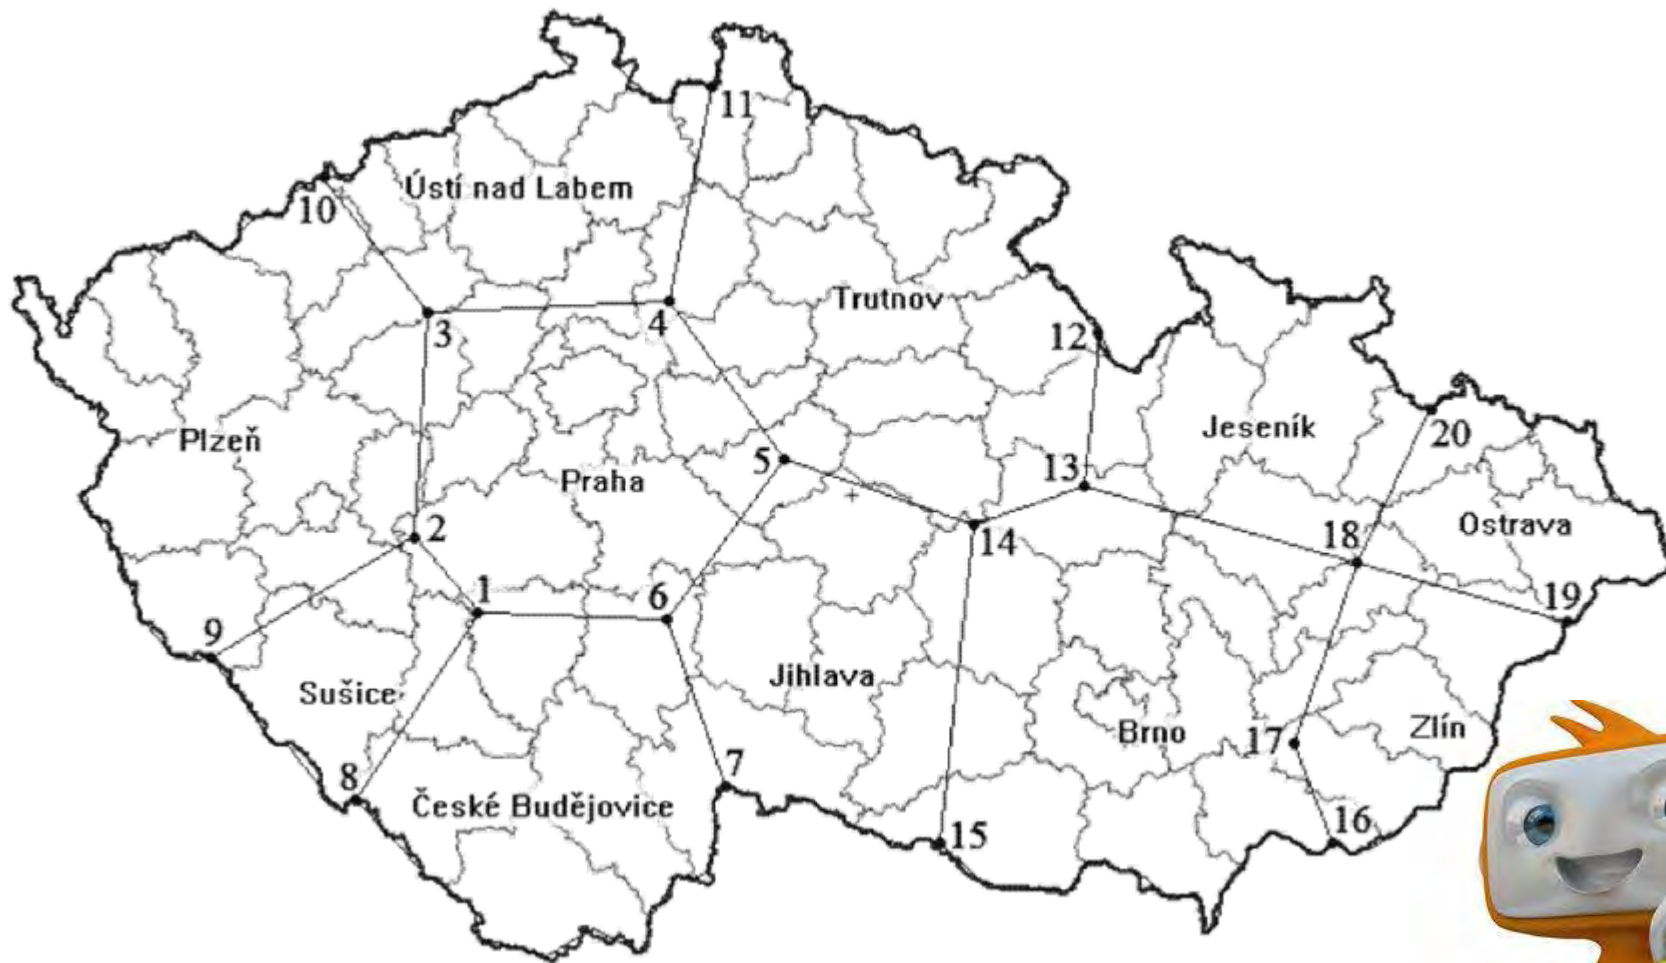 11
Ústí nad Labem
10
Trutnov
3
4
12
Plzeň
Jeseník
20
5
13
Praha
Ostrava
2
14
18
1
6
19
9
Jihlava
Sušice
Zlín
Brno
17
7
8
České Budějovice
15
16